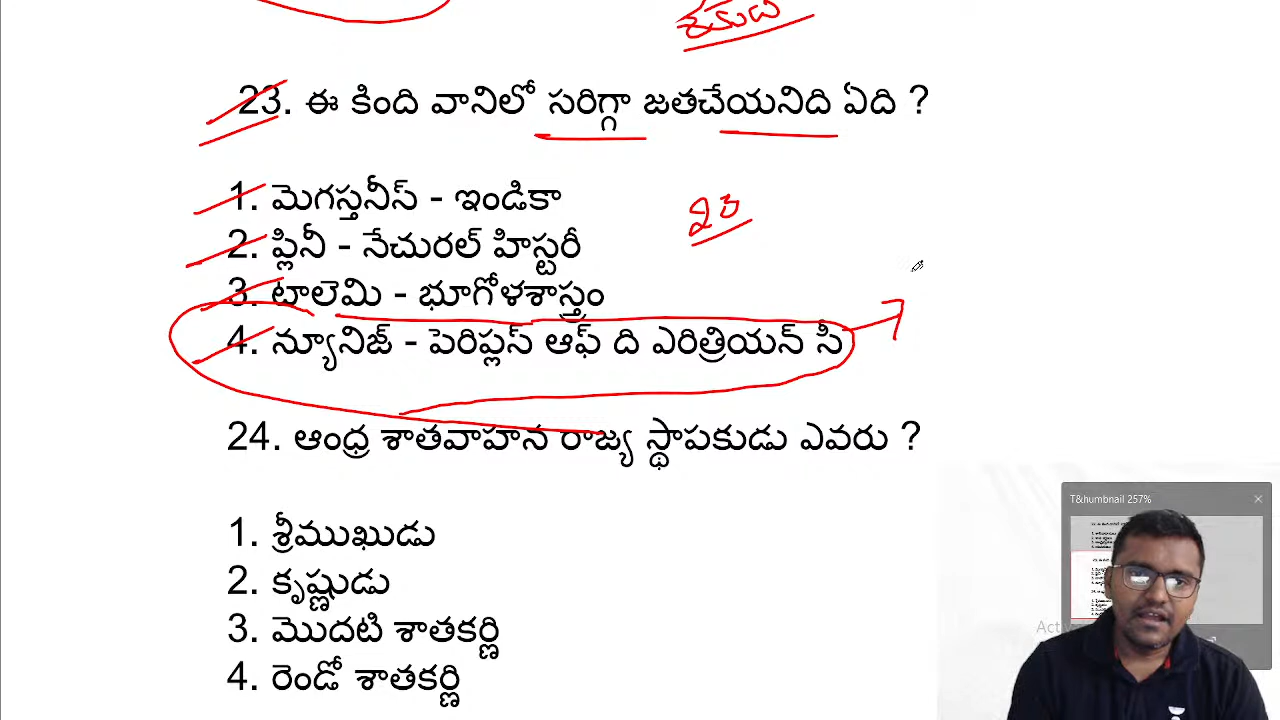 23. ఈ కింది వానిలో సరిగ్గా జతచేయనిది ఏది ?
1. మెగస్తనీస్ - ఇండికా
23
2. ప్లినీ - నేచురల్ హిస్టరీ
3. టాలెమి - భూగోళశాస్త్రం
4. న్యూనిజ్ - పెరిప్లస్ ఆఫ్ ది ఎరిత్రియన్ సీ
24. ఆంధ్ర శాతవాహన రాజ్య స్థాపకుడు ఎవరు ?
T&humbnail 257%
1. శ్రీముఖుడు
2. కృష్ణుడు
3. మొదటి శాతకర్ణి
4. రెండో శాతకర్ణి